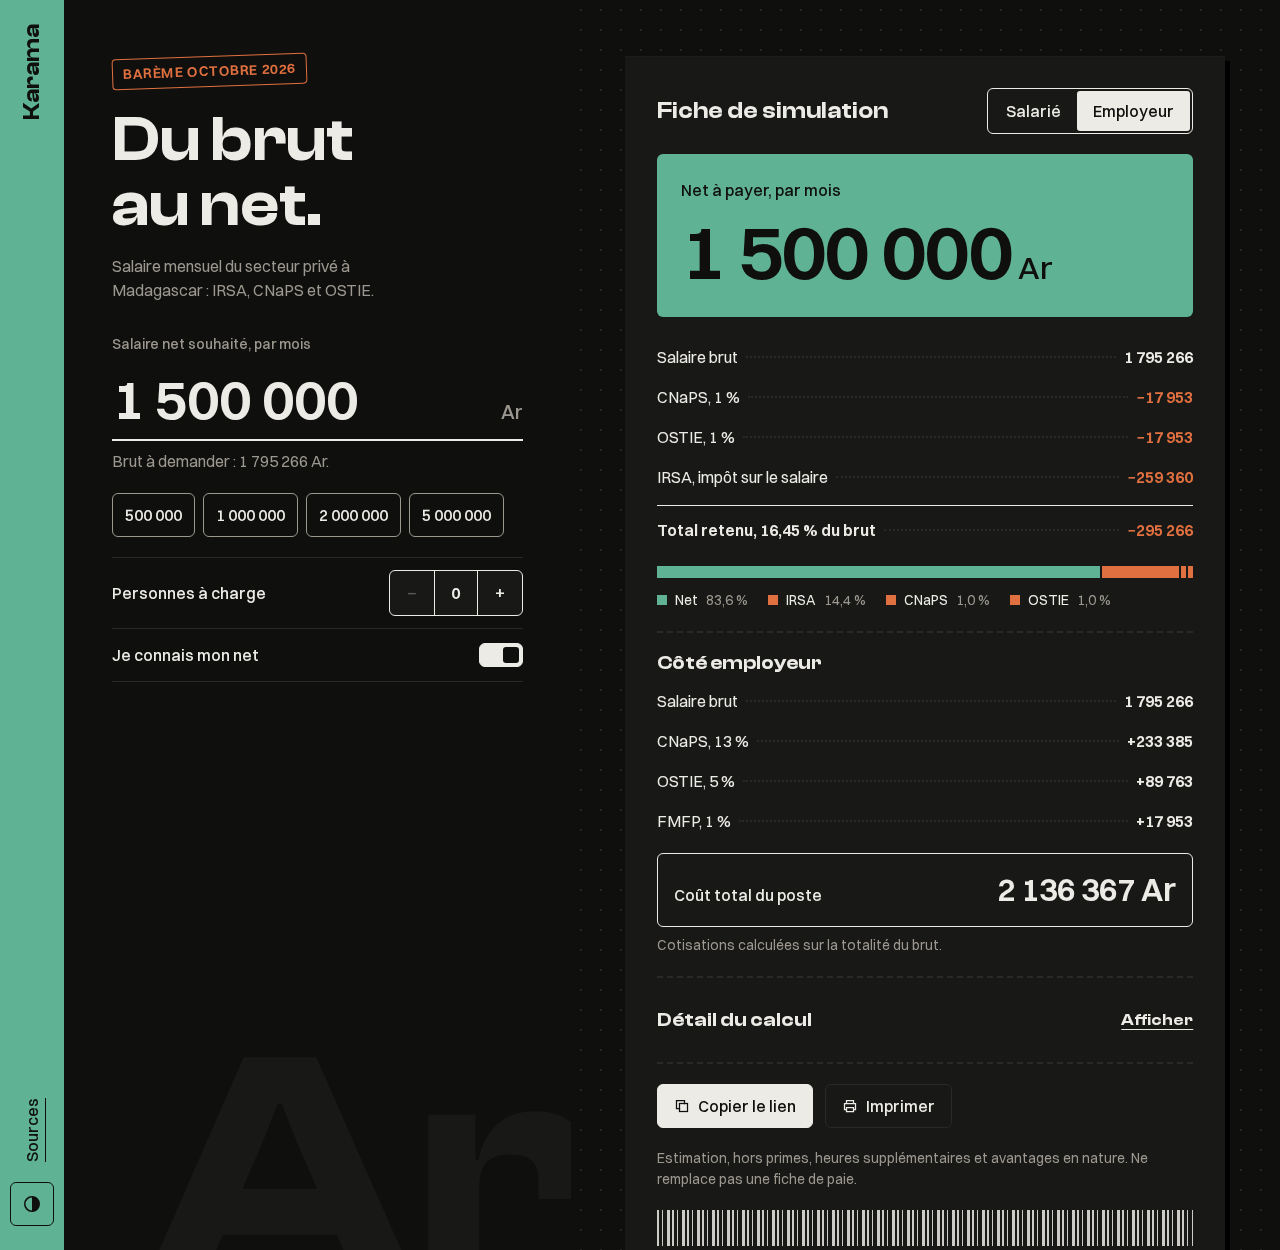 Karama
BARÈME OCTOBRE 2026
Du brut
au net.
Salaire mensuel du secteur privé à
Madagascar : IRSA, CNaPS et OSTIE.
Salaire net souhaité, par mois
1 500 000 Ar
Brut à demander : 1 795 266 Ar.
500 000 1 000 000 2 000 000 5 000 000
Personnes à charge − 0 +
Je connais mon net
Ar
Sources
Fiche de simulation Salarié Employeur
Net à payer, par mois
1 500 000 Ar
Salaire brut 1 795 266
CNaPS, 1 % −17 953
OSTIE, 1 % −17 953
IRSA, impôt sur le salaire −259 360
Total retenu, 16,45 % du brut −295 266
Net 83,6 % IRSA 14,4 % CNaPS 1,0 % OSTIE 1,0 %
Côté employeur
Salaire brut 1 795 266
CNaPS, 13 % +233 385
OSTIE, 5 % +89 763
FMFP, 1 % +17 953
Coût total du poste 2 136 367 Ar
Cotisations calculées sur la totalité du brut.
Détail du calcul Afficher
Copier le lien Imprimer
Estimation, hors primes, heures supplémentaires et avantages en nature. Ne
remplace pas une fiche de paie.